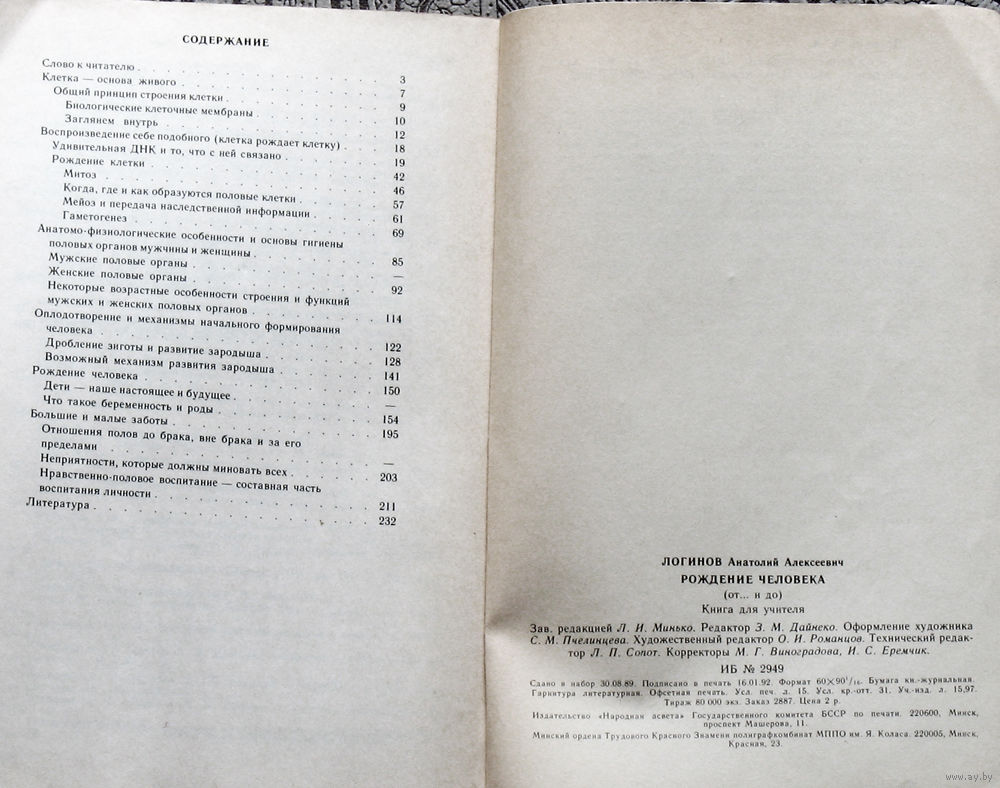 СОДЕРЖАНИЕ
Слово к читателю . . . . . . . . . . 3
Клетка — основа живого . . . . . . . . . . 7
Общий принцип строения клетки . . . . . . . . . . 9
Биологические клеточные мембраны . . . . . . . . . . 10
Заглянем внутрь . . . . . . . . . . 12
Воспроизведение себе подобного (клетка рождает клетку) . . . 18
Удивительная ДНК и то, что с ней связано . . . . . . . 19
Рождение клетки . . . . . . . . . . 42
Митоз . . . . . . . . . . 46
Когда, где и как образуются половые клетки . . . . . . 57
Мейоз и передача наследственной информации . . . . . 61
Гаметогенез . . . . . . . . . . 69
Анатомо-физиологические особенности и основы гигиены
половых органов мужчины и женщины . . . . . . . . 85
Мужские половые органы . . . . . . . . . . —
Женские половые органы . . . . . . . . . . 92
Некоторые возрастные особенности строения и функций
мужских и женских половых органов . . . . . . . . 114
Оплодотворение и механизмы начального формирования
человека . . . . . . . . . . 122
Дробление зиготы и развитие зародыша . . . . . . . . 128
Возможный механизм развития зародыша . . . . . . . 141
Рождение человека . . . . . . . . . . 150
Дети — наше настоящее и будущее . . . . . . . . . —
Что такое беременность и роды . . . . . . . . . . 154
Большие и малые заботы . . . . . . . . . . 195
Отношения полов до брака, вне брака и за его
пределами . . . . . . . . . . —
Неприятности, которые должны миновать всех . . . . . 203
Нравственно-половое воспитание — составная часть
воспитания личности . . . . . . . . . . 211
Литература . . . . . . . . . . 232
ЛОГИНОВ Анатолий Алексеевич
РОЖДЕНИЕ ЧЕЛОВЕКА
(от... и до)
Книга для учителя
Зав. редакцией Л. И. Минько. Редактор З. М. Дайнеко. Оформление художника
С. М. Пчелинцева. Художественный редактор О. И. Романцов. Технический редак-
тор Л. П. Сопот. Корректоры М. Г. Виноградова, И. С. Еремчик.
ИБ № 2949
Сдано в набор 30.08.89. Подписано в печать 16.01.92. Формат 60×90¹/₁₆. Бумага кн.-журнальная.
Гарнитура литературная. Офсетная печать. Усл. печ. л. 15. Усл. кр.-отт. 31. Уч.-изд. л. 15,97.
Тираж 80 000 экз. Заказ 2887. Цена 2 р.
Издательство «Народная асвета» Государственного комитета БССР по печати. 220600, Минск,
проспект Машерова, 11.
Минский ордена Трудового Красного Знамени полиграфкомбинат МППО им. Я. Коласа. 220005, Минск,
Красная, 23.
www.ay.by